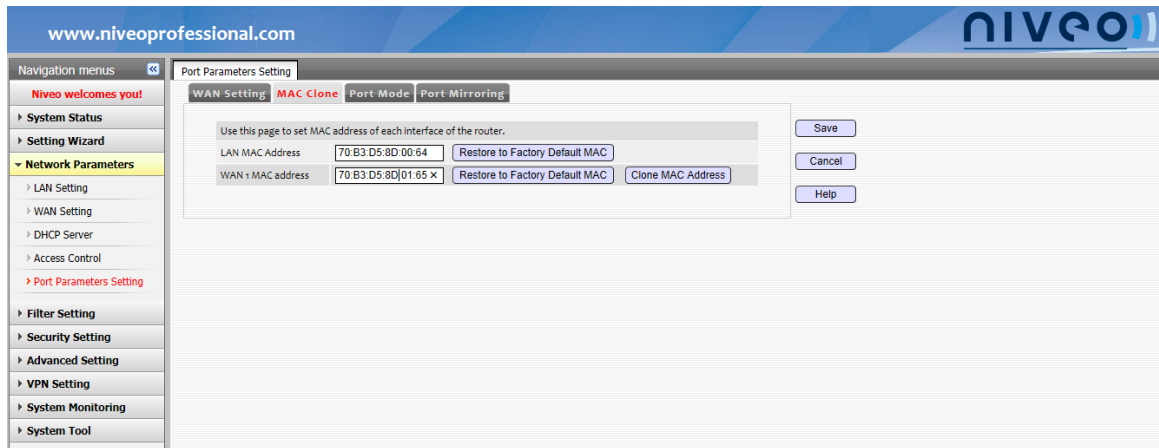 www.niveoprofessional.com
niveo
Navigation menus
Niveo welcomes you!
System Status
Setting Wizard
Network Parameters
LAN Setting
WAN Setting
DHCP Server
Access Control
Port Parameters Setting
Filter Setting
Security Setting
Advanced Setting
VPN Setting
System Monitoring
System Tool
Port Parameters Setting
WAN Setting MAC Clone Port Mode Port Mirroring
Use this page to set MAC address of each interface of the router.
LAN MAC Address 70:B3:D5:8D:00:64 Restore to Factory Default MAC
WAN 1 MAC address 70:B3:D5:8D:01:65 × Restore to Factory Default MAC Clone MAC Address
Save
Cancel
Help